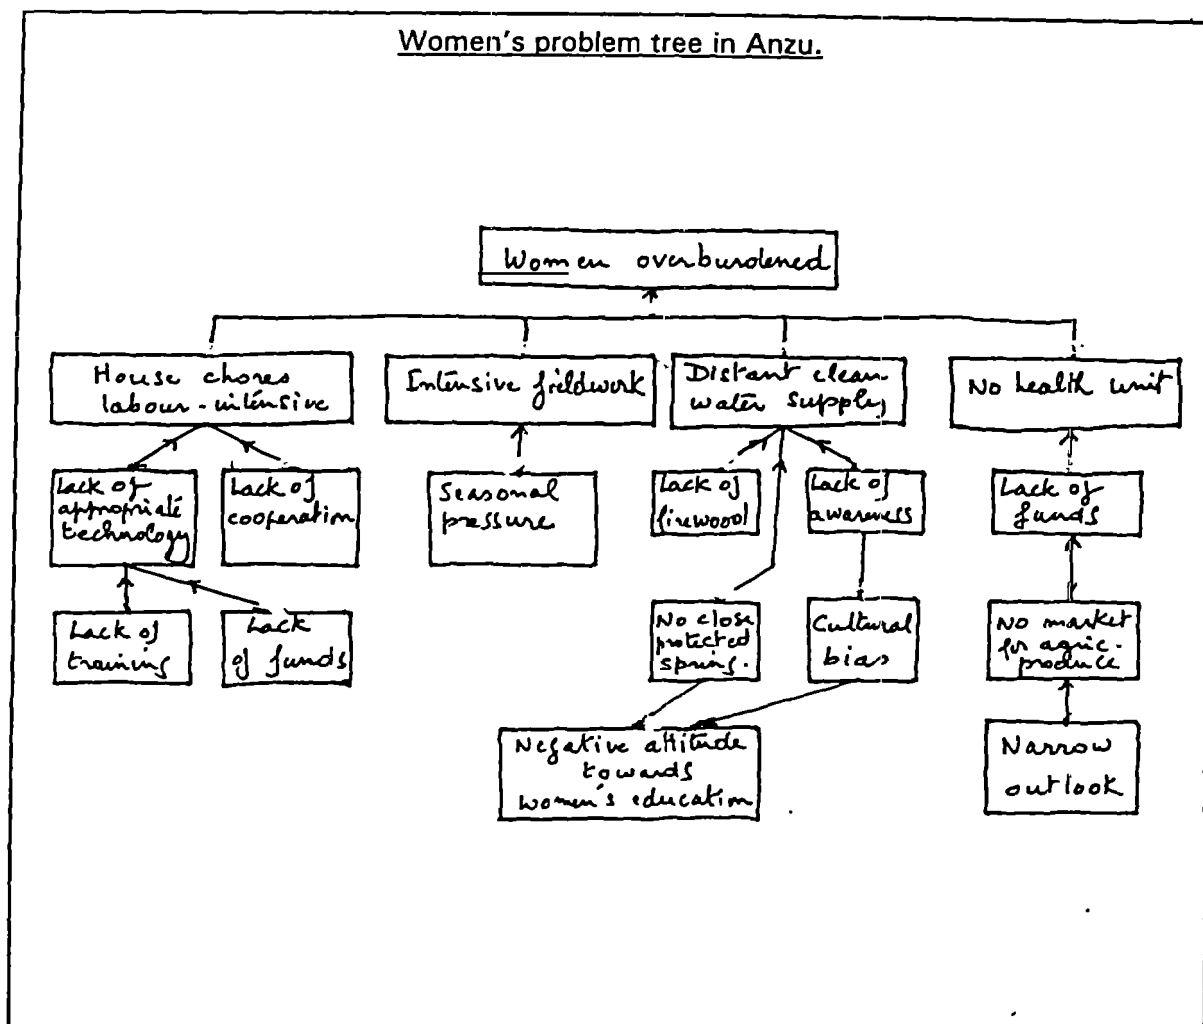 Women's problem tree in Anzu.
Women overburdened
House chores
labour-intensive
Intensive fieldwork
Distant clean
water supply
No health unit
Lack of
appropriate
technology
Lack of
cooperation
Seasonal
pressure
Lack of
firewood
Lack of
awareness
Lack of
funds
Lack of
training
Lack
of funds
No close
protected
spring.
Cultural
bias
No market
for agric.
produce
Negative attitude
towards
women's education
Narrow
outlook